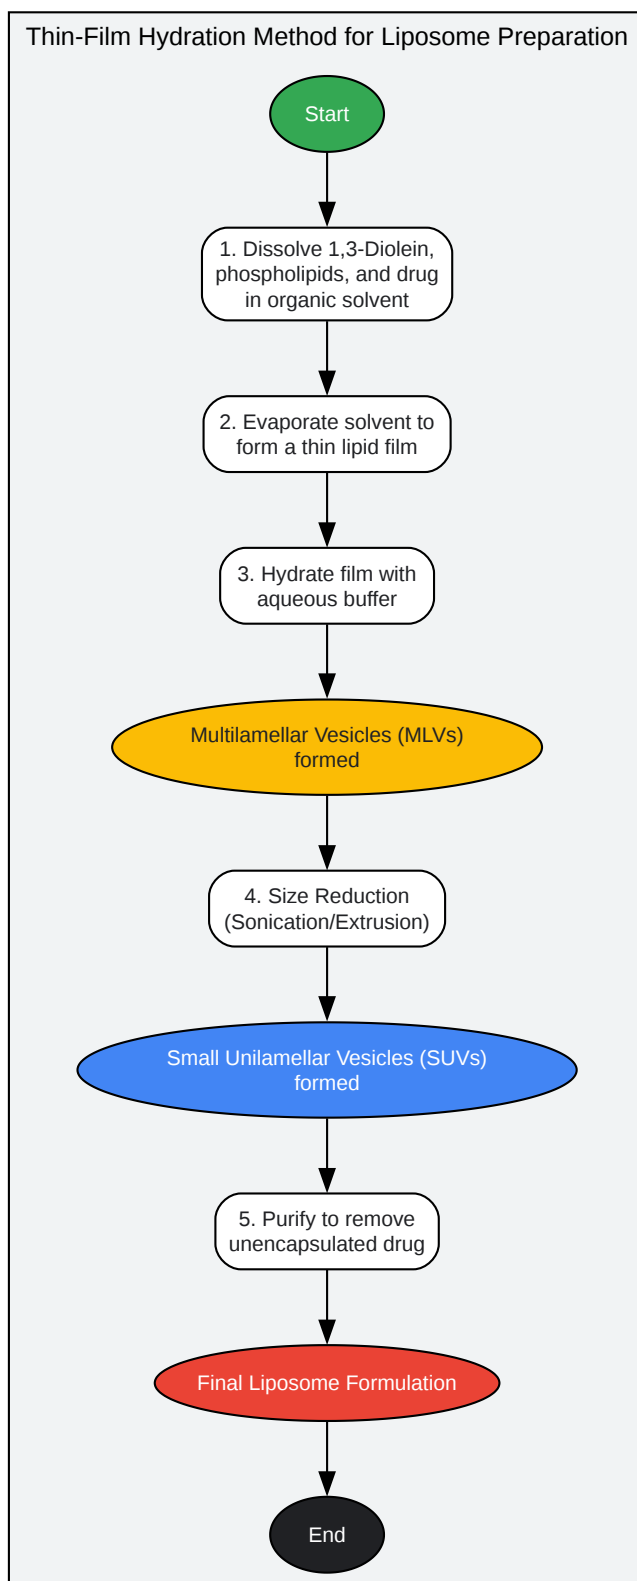 Thin-Film Hydration Method for Liposome Preparation
Start
1. Dissolve 1,3-Diolein,
phospholipids, and drug
in organic solvent
2. Evaporate solvent to
form a thin lipid film
3. Hydrate film with
aqueous buffer
Multilamellar Vesicles (MLVs)
formed
4. Size Reduction
(Sonication/Extrusion)
Small Unilamellar Vesicles (SUVs)
formed
5. Purify to remove
unencapsulated drug
Final Liposome Formulation
End